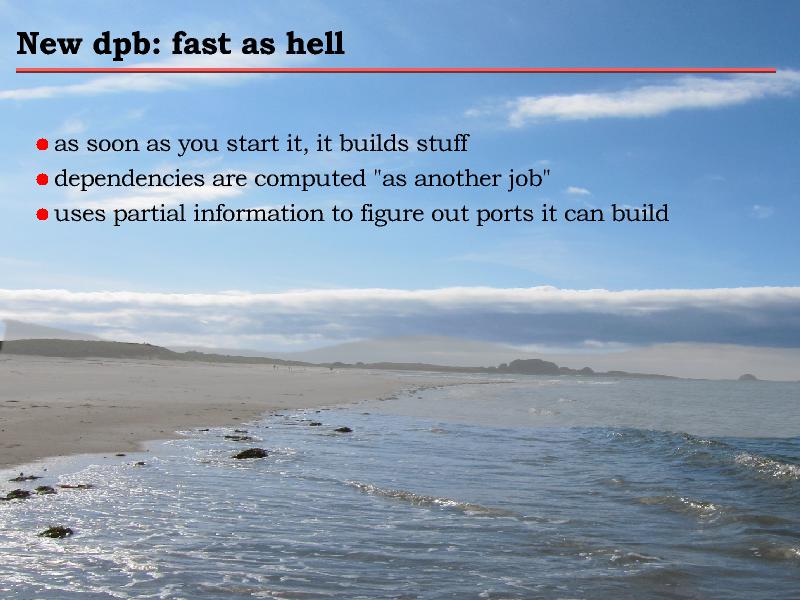 New dpb: fast as hell
as soon as you start it, it builds stuff
dependencies are computed "as another job"
uses partial information to figure out ports it can build